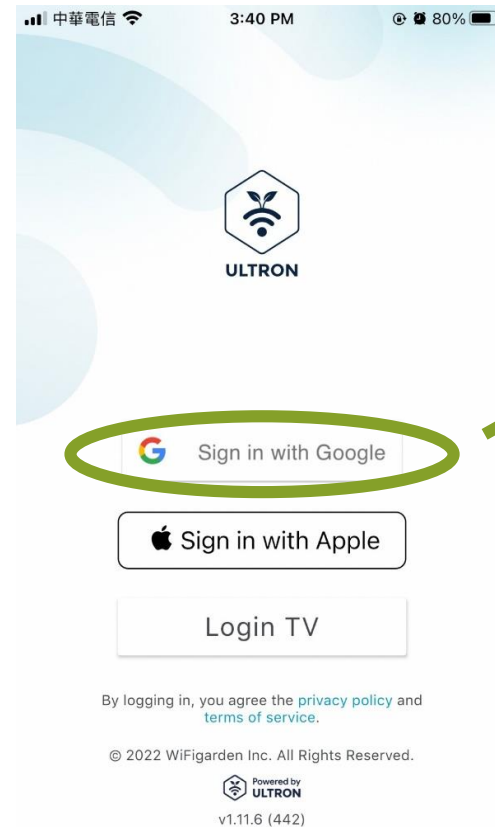 中華電信 3:40 PM 80%
ULTRON
Sign in with Google
Sign in with Apple
Login TV
By logging in, you agree the privacy policy and
terms of service.
© 2022 WiFigarden Inc. All Rights Reserved.
Powered by
ULTRON
v1.11.6 (442)